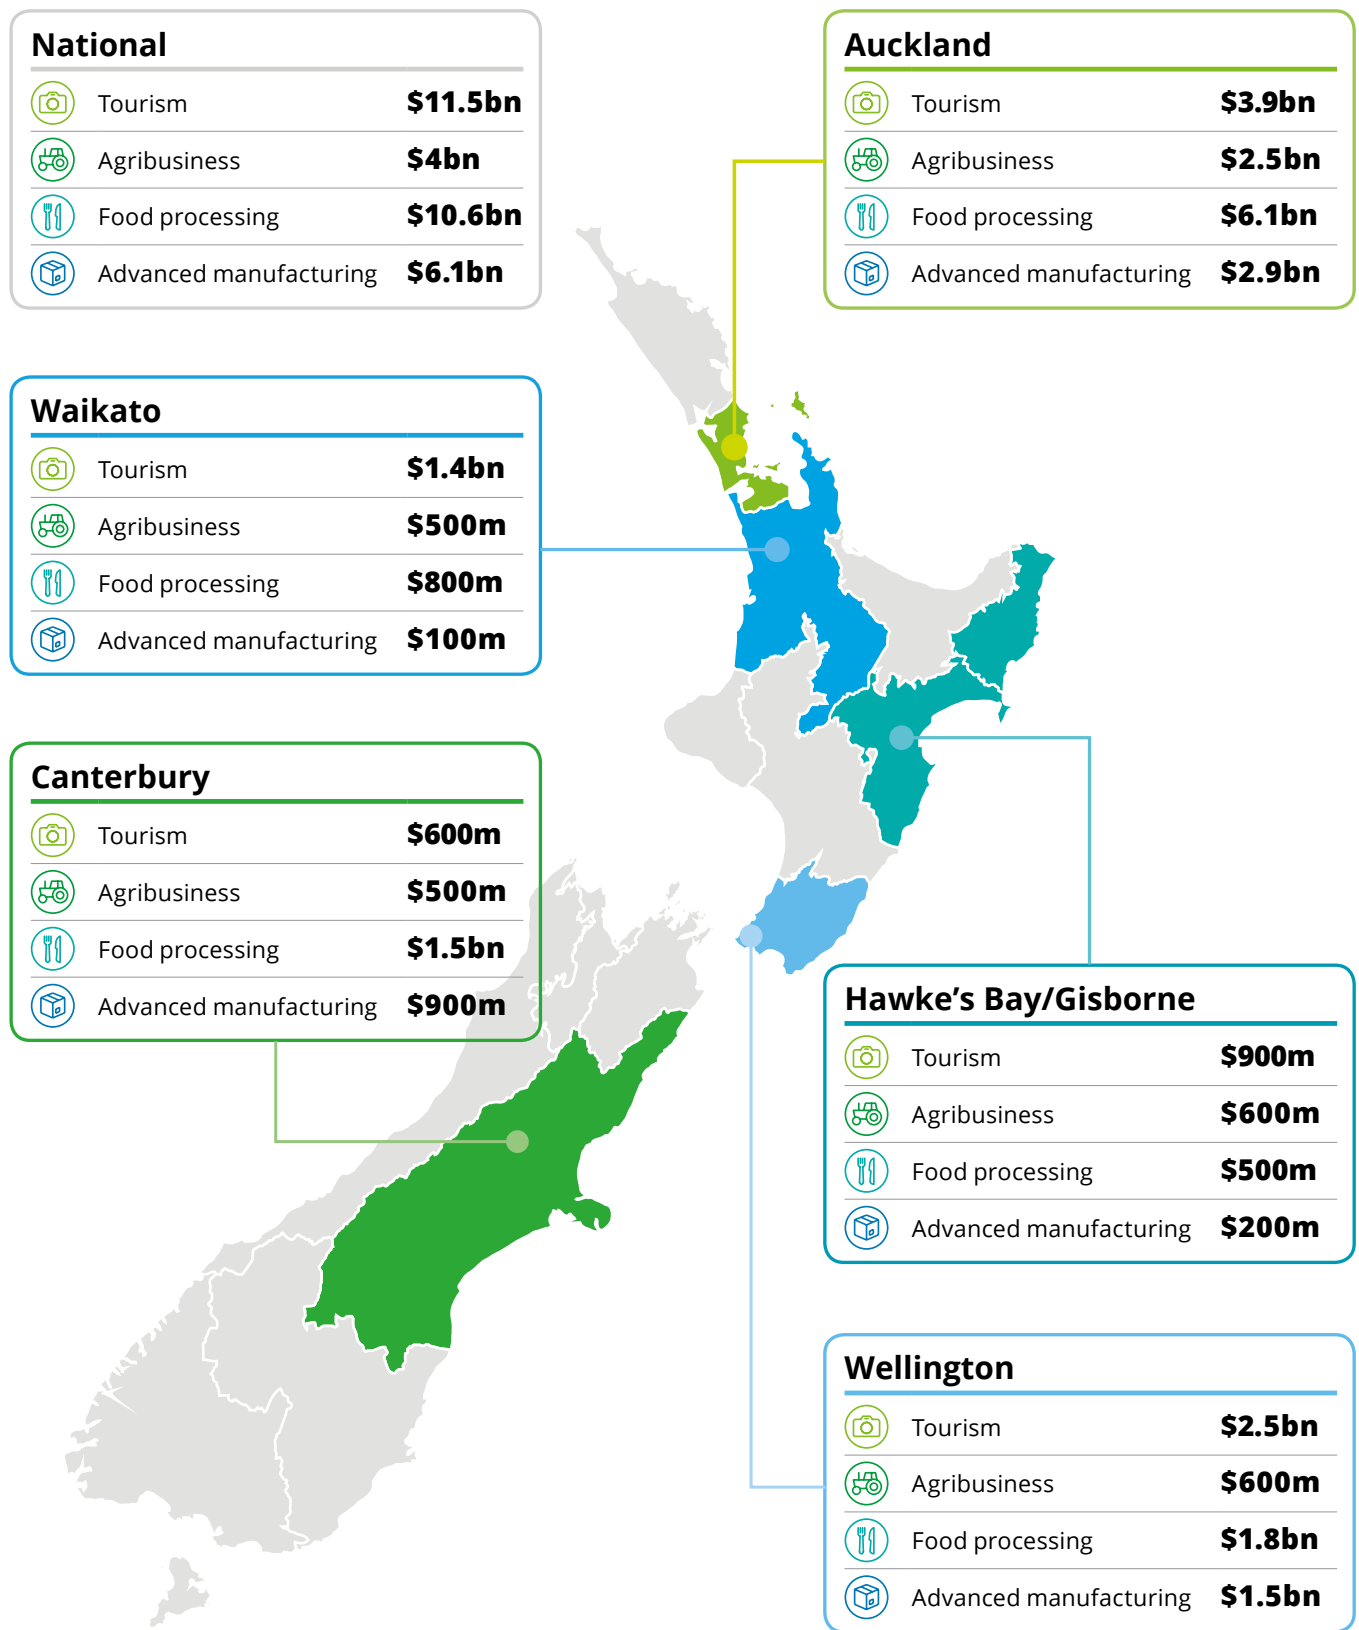 National
Tourism $11.5bn
Agribusiness $4bn
Food processing $10.6bn
Advanced manufacturing $6.1bn
Auckland
Tourism $3.9bn
Agribusiness $2.5bn
Food processing $6.1bn
Advanced manufacturing $2.9bn
Waikato
Tourism $1.4bn
Agribusiness $500m
Food processing $800m
Advanced manufacturing $100m
Canterbury
Tourism $600m
Agribusiness $500m
Food processing $1.5bn
Advanced manufacturing $900m
Hawke’s Bay/Gisborne
Tourism $900m
Agribusiness $600m
Food processing $500m
Advanced manufacturing $200m
Wellington
Tourism $2.5bn
Agribusiness $600m
Food processing $1.8bn
Advanced manufacturing $1.5bn